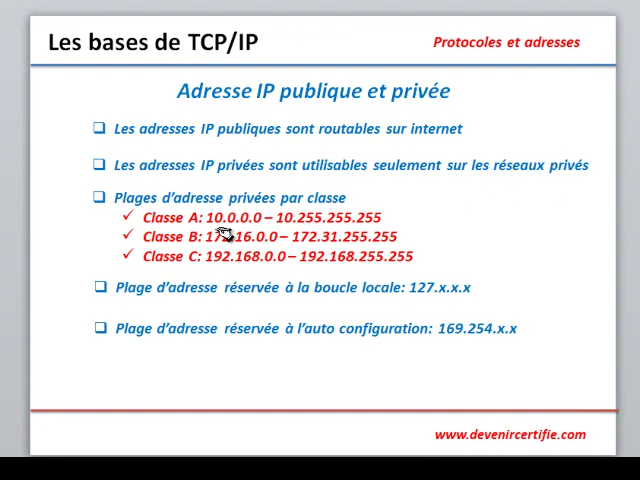 Les bases de TCP/IP
Protocoles et adresses
Adresse IP publique et privée
Les adresses IP publiques sont routables sur internet
Les adresses IP privées sont utilisables seulement sur les réseaux privés
Plages d’adresse privées par classe
Classe A: 10.0.0.0 – 10.255.255.255
Classe B: 172.16.0.0 – 172.31.255.255
Classe C: 192.168.0.0 – 192.168.255.255
Plage d’adresse réservée à la boucle locale: 127.x.x.x
Plage d’adresse réservée à l’auto configuration: 169.254.x.x
www.devenircertifie.com